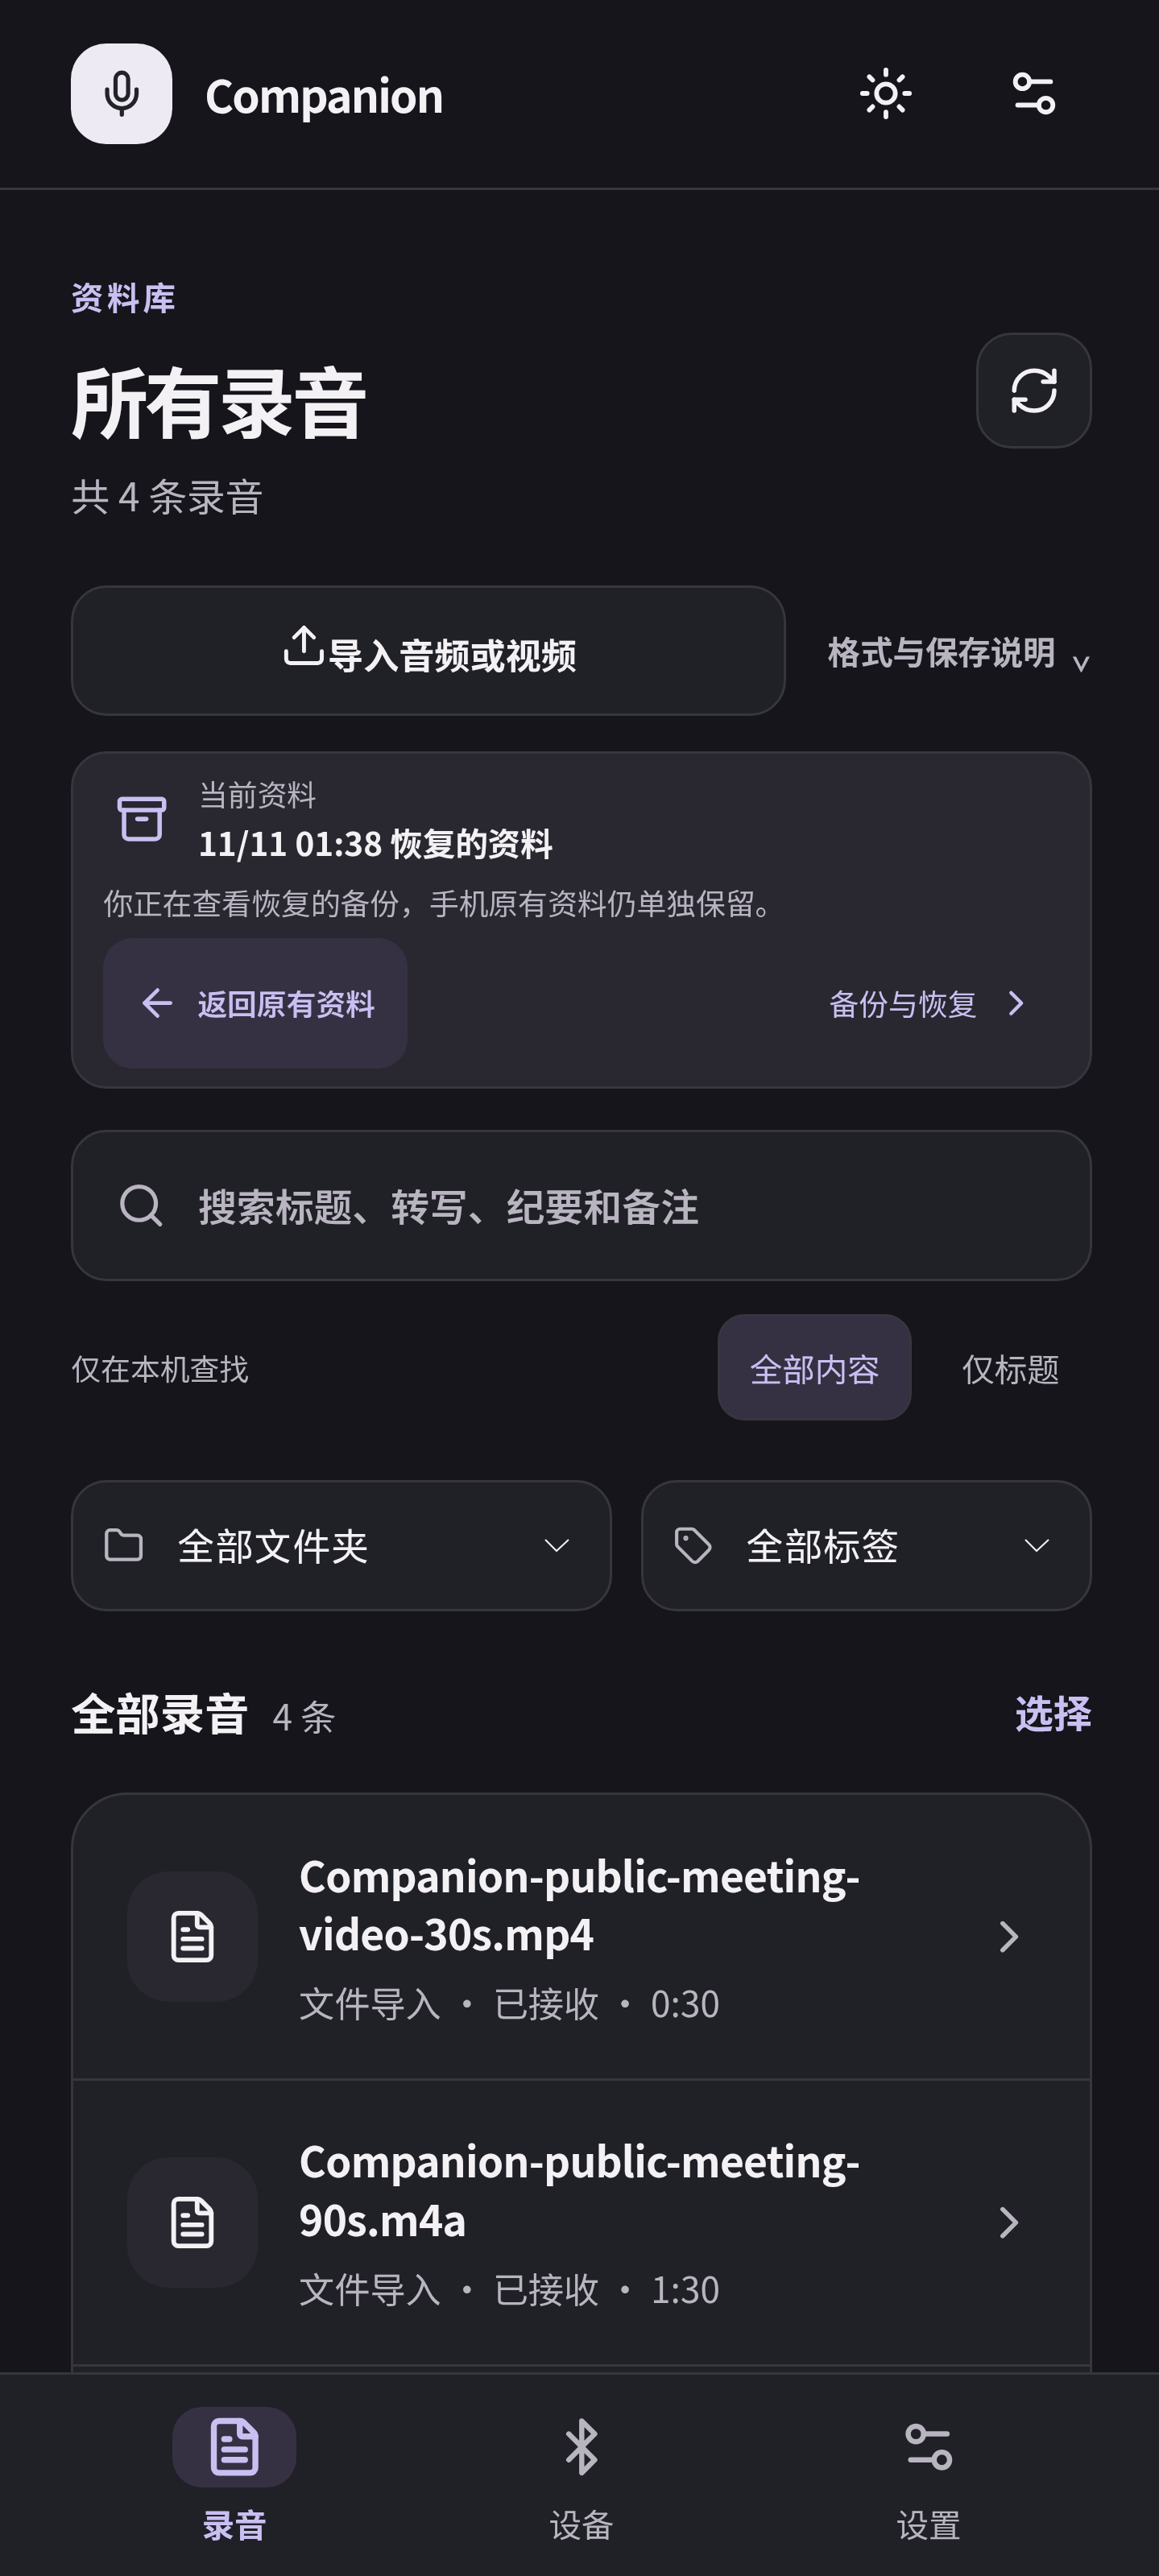 Companion
资料库
所有录音
共 4 条录音
导入音频或视频
格式与保存说明
当前资料
11/11 01:38 恢复的资料
你正在查看恢复的备份，手机原有资料仍单独保留。
返回原有资料
备份与恢复
搜索标题、转写、纪要和备注
仅在本机查找
全部内容
仅标题
全部文件夹
全部标签
全部录音 4 条
选择
Companion-public-meeting-
video-30s.mp4
文件导入 · 已接收 · 0:30
Companion-public-meeting-
90s.m4a
文件导入 · 已接收 · 1:30
录音
设备
设置